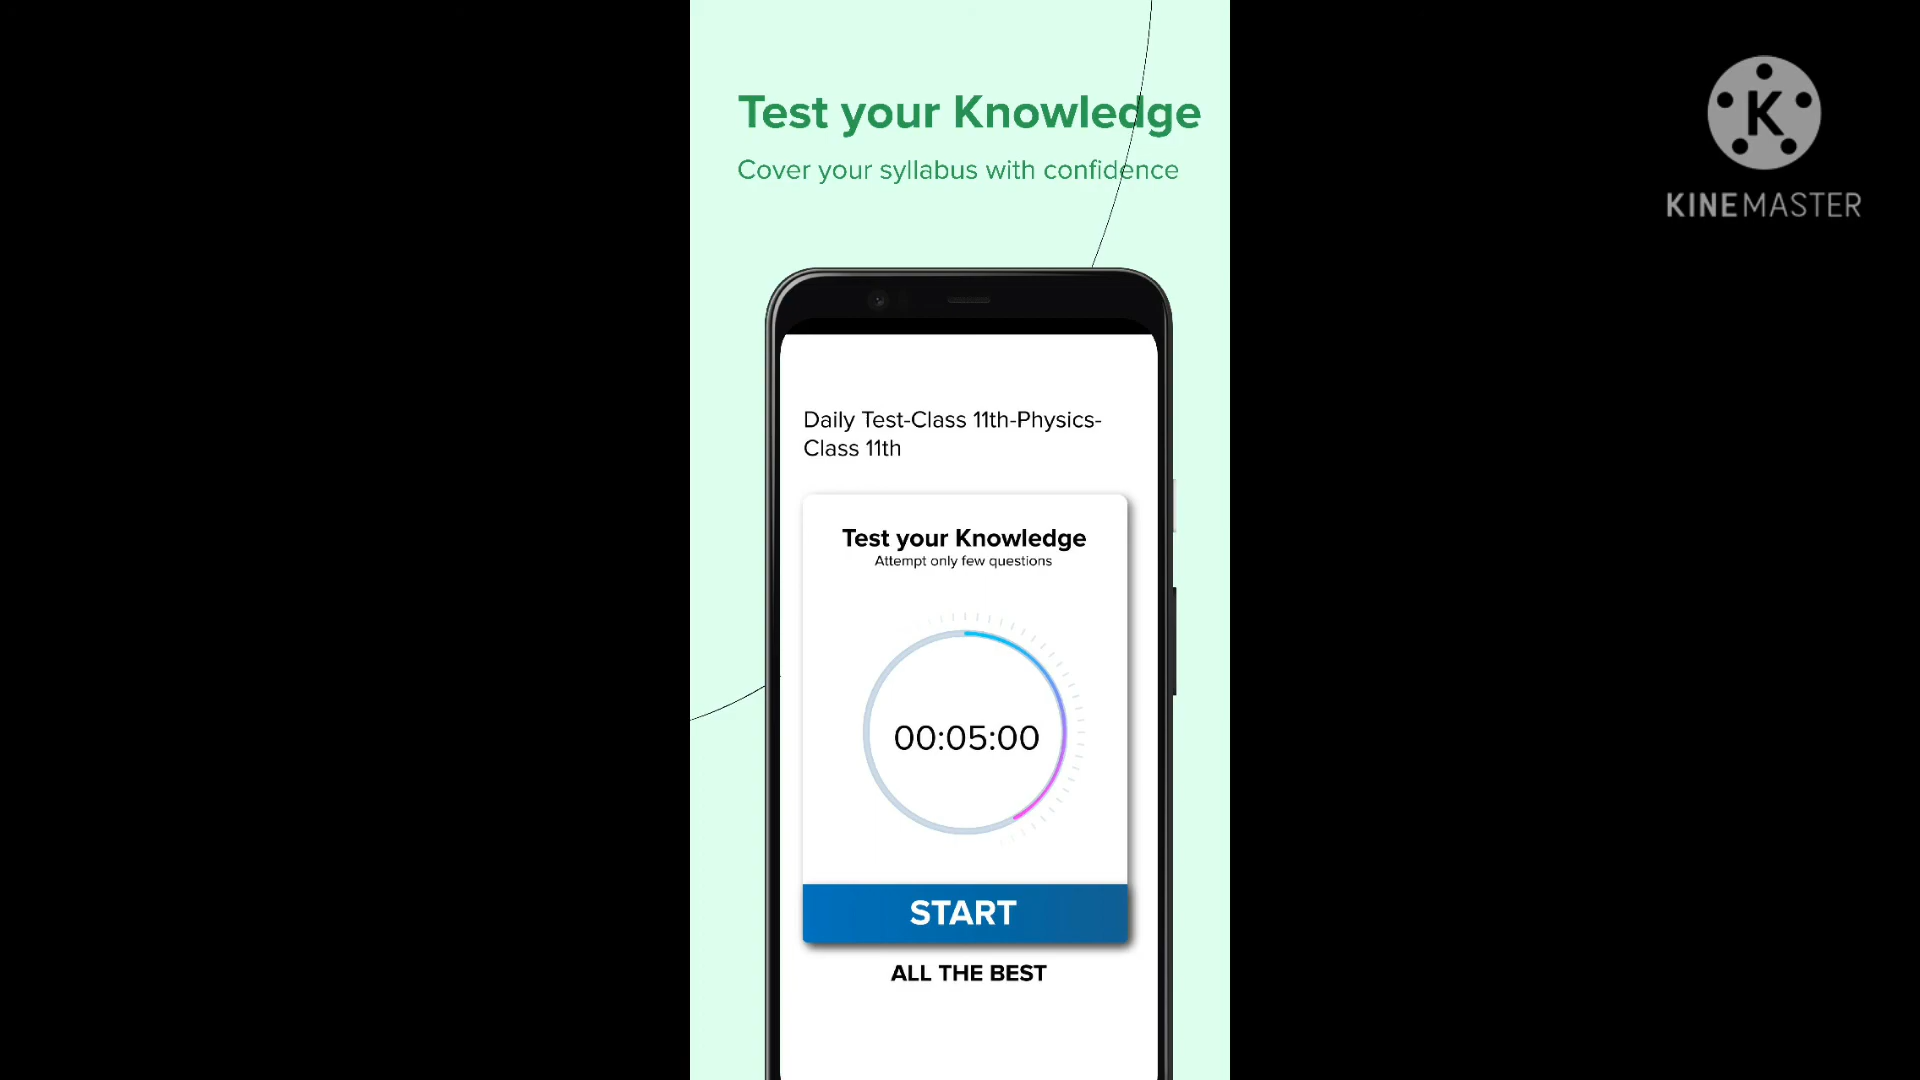 Test your Knowledge
Cover your syllabus with confidence
Daily Test-Class 11th-Physics-
Class 11th
Test your Knowledge
Attempt only few questions
00:05:00
START
ALL THE BEST
K
KINEMASTER